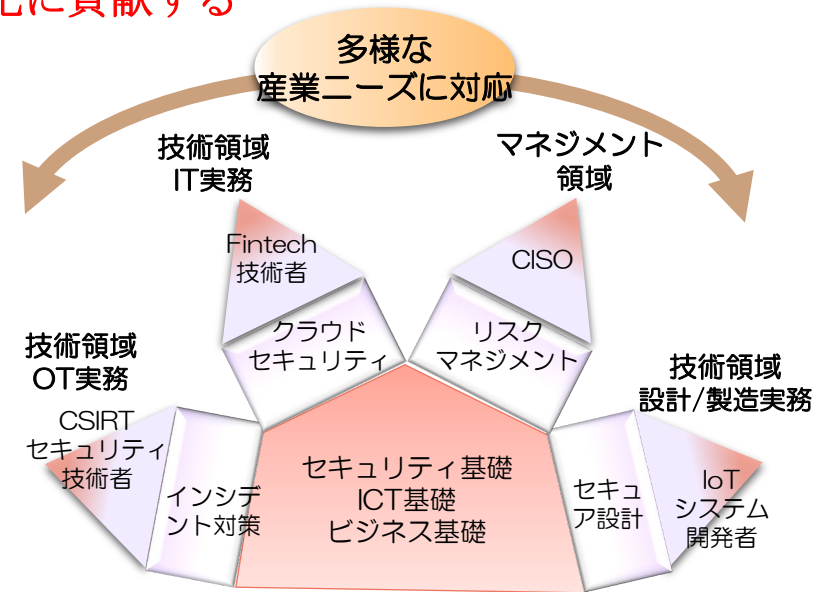 に貢献する
多様な
産業ニーズに対応
技術領域
IT実務
マネジメント
領域
Fintech
技術者
CISO
クラウド
セキュリティ
リスク
マネジメント
技術領域
OT実務
技術領域
設計/製造実務
CSIRT
セキュリティ
技術者
インシデ
ント対策
セキュリティ基礎
ICT基礎
ビジネス基礎
セキュ
ア設計
IoT
システム
開発者